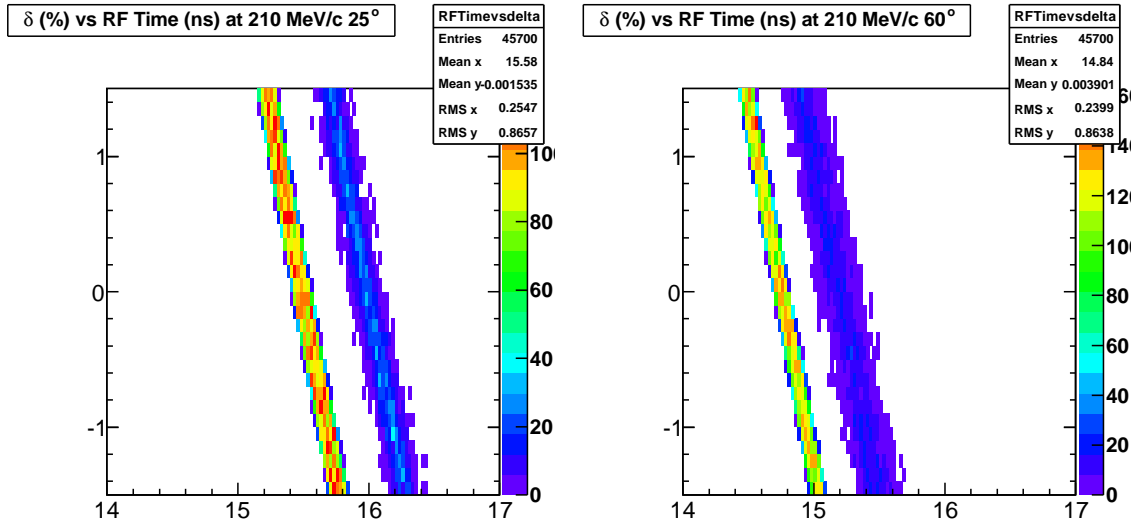 δ (%) vs RF Time (ns) at 210 MeV/c 25°
RFTimevsdelta
Entries 45700
Mean x 15.58
Mean y-0.001535
RMS x 0.2547
RMS y 0.8657
1
0
-1
14 15 16 17
100
80
60
40
20
0
δ (%) vs RF Time (ns) at 210 MeV/c 60°
RFTimevsdelta
Entries 45700
Mean x 14.84
Mean y 0.003901
RMS x 0.2399
RMS y 0.8638
1
0
-1
14 15 16 17
140
120
100
80
60
40
20
0